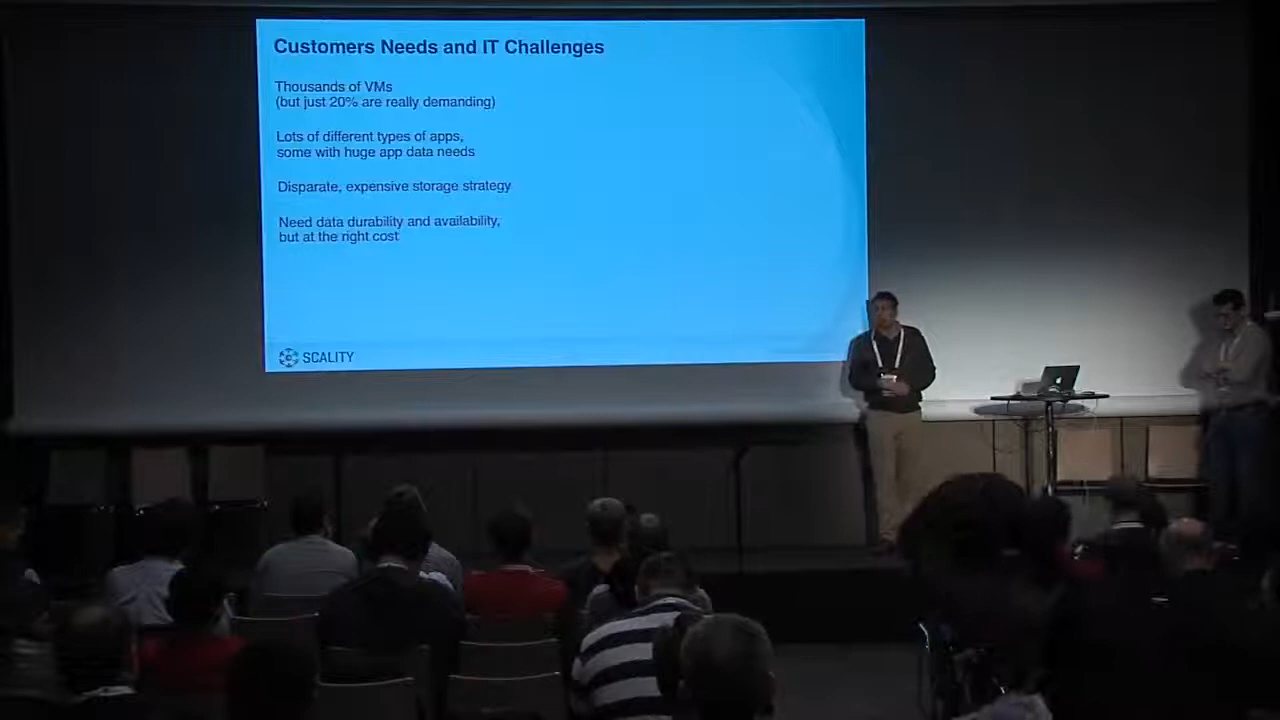 Customers Needs and IT Challenges
Thousands of VMs
(but just 20% are really demanding)
Lots of different types of apps,
some with huge app data needs
Disparate, expensive storage strategy
Need data durability and availability,
but at the right cost
SCALITY